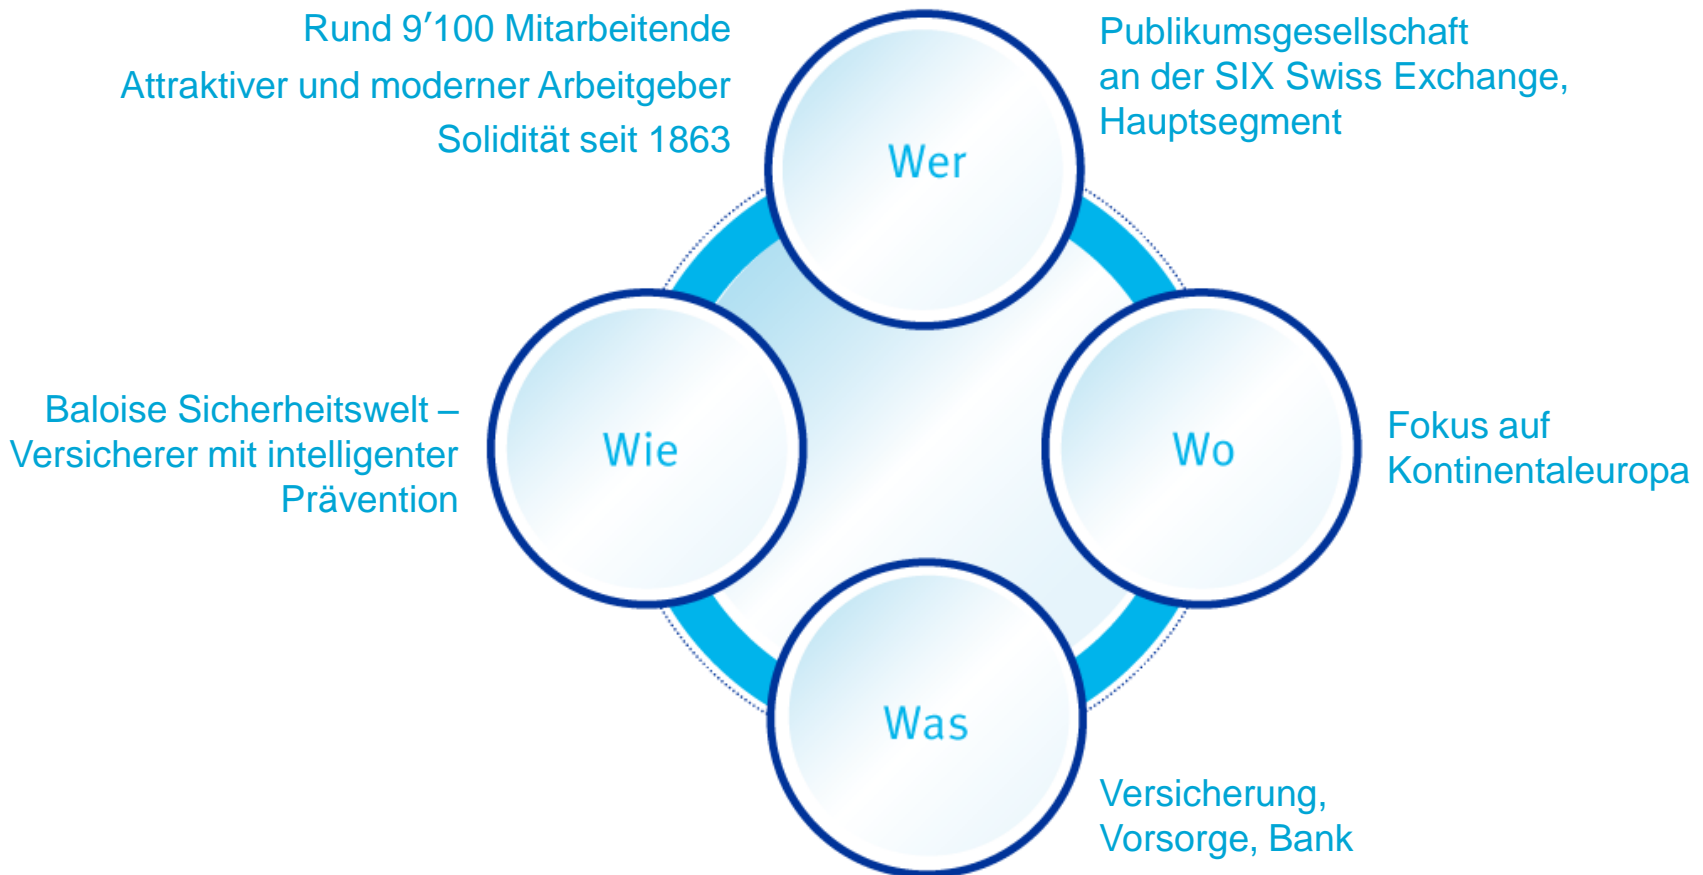 Rund 9′100 Mitarbeitende
Attraktiver und moderner Arbeitgeber
Solidität seit 1863
Publikumsgesellschaft
an der SIX Swiss Exchange,
Hauptsegment
Wer
Baloise Sicherheitswelt –
Versicherer mit intelligenter
Prävention
Wie
Wo
Fokus auf
Kontinentaleuropa
Was
Versicherung,
Vorsorge, Bank